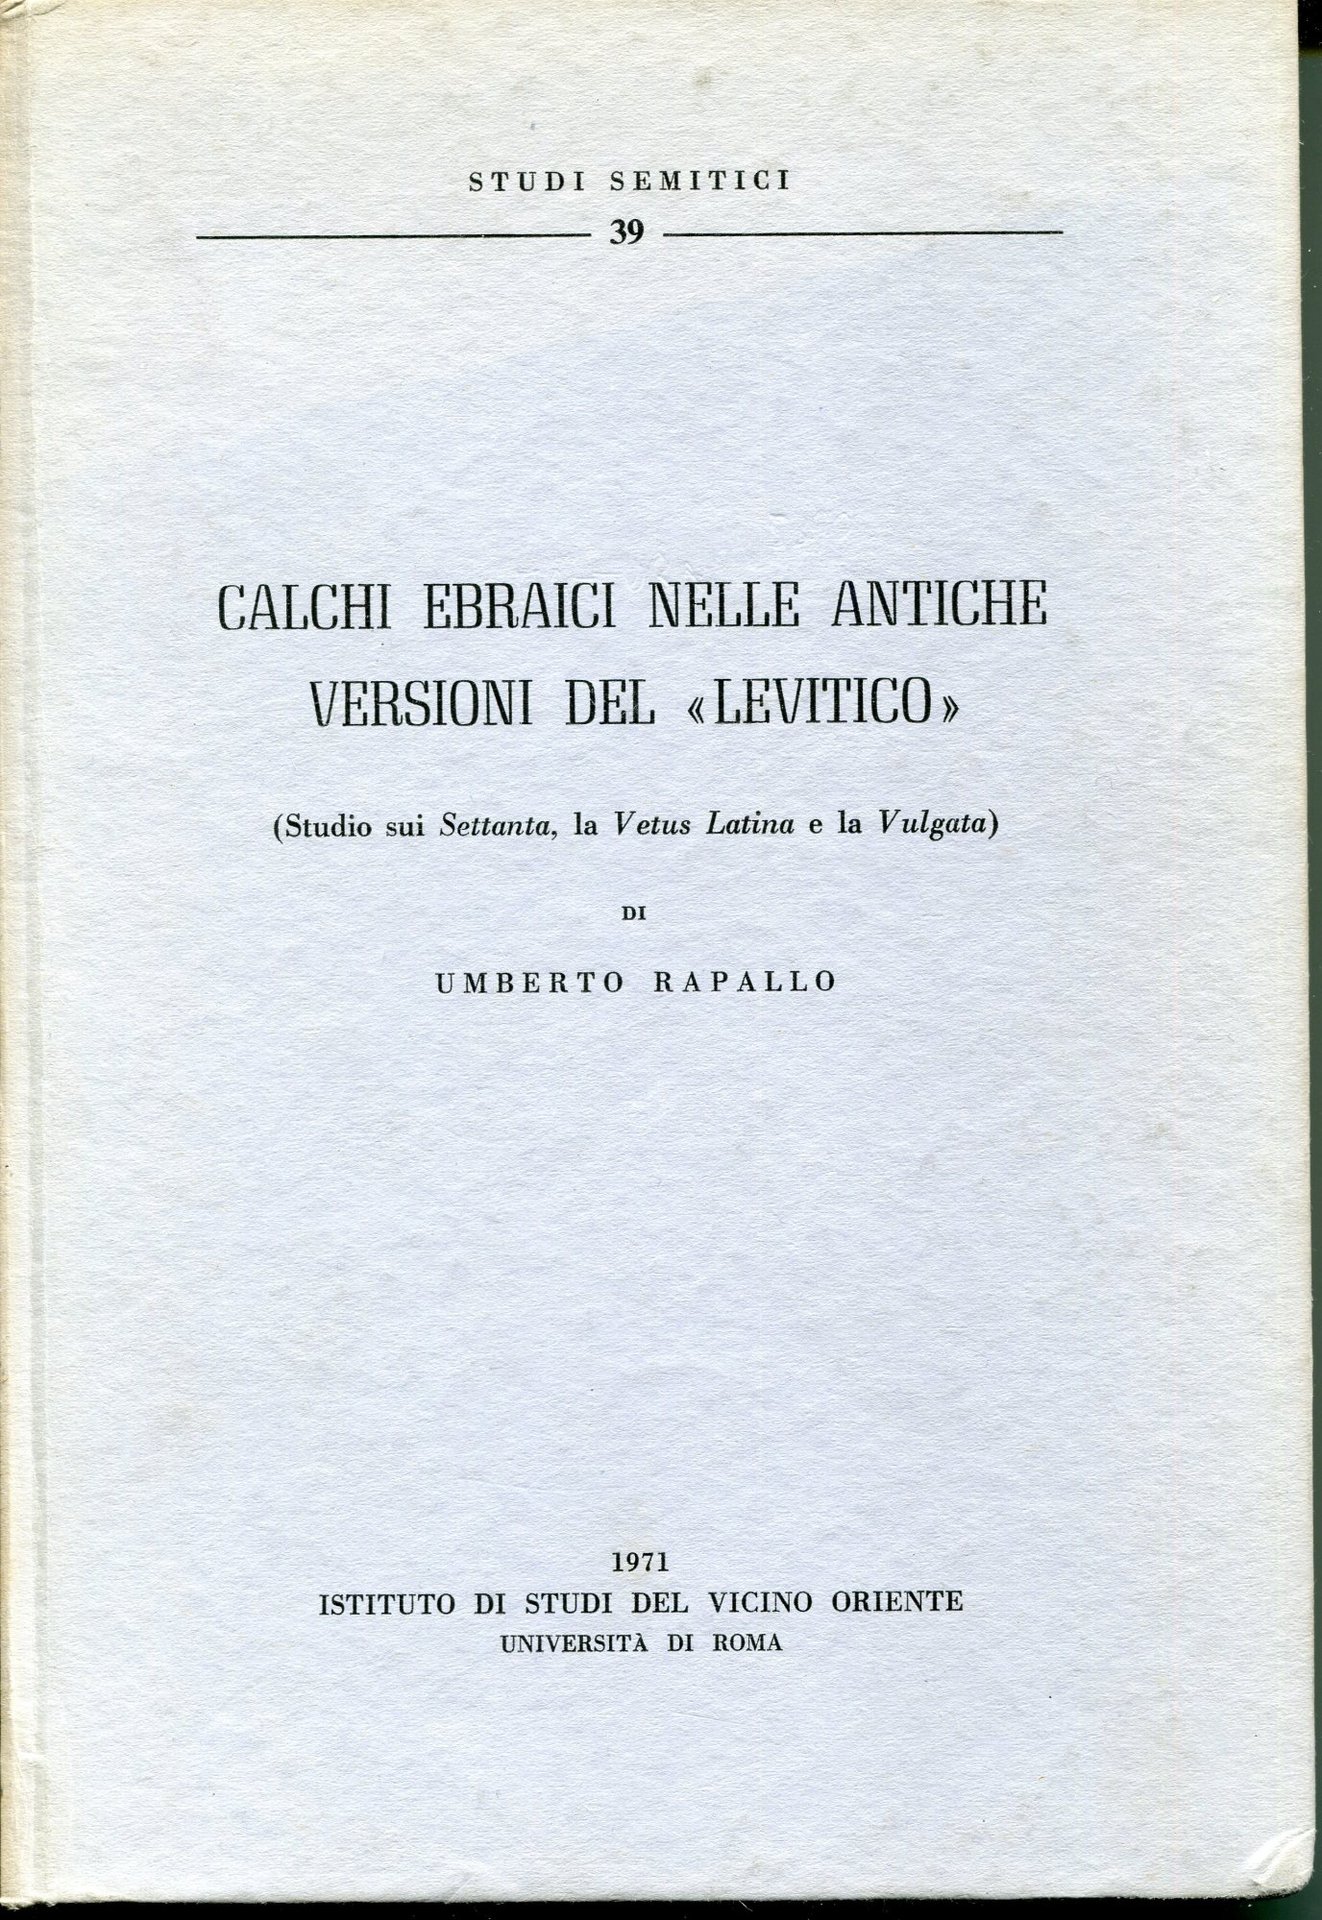 STUDI SEMITICI
39
CALCHI EBRAICI NELLE ANTICHE
VERSIONI DEL «LEVITICO»
(Studio sui Settanta, la Vetus Latina e la Vulgata)
DI
UMBERTO RAPALLO
1971
ISTITUTO DI STUDI DEL VICINO ORIENTE
UNIVERSITÀ DI ROMA